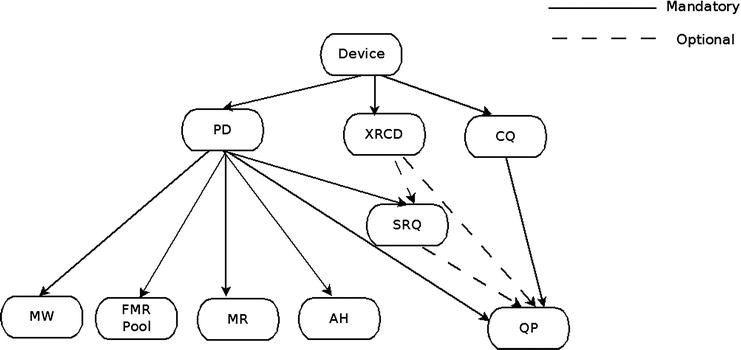 Mandatory
Optional
Device
PD
XRCD
CQ
SRQ
MW
FMR
Pool
MR
AH
QP